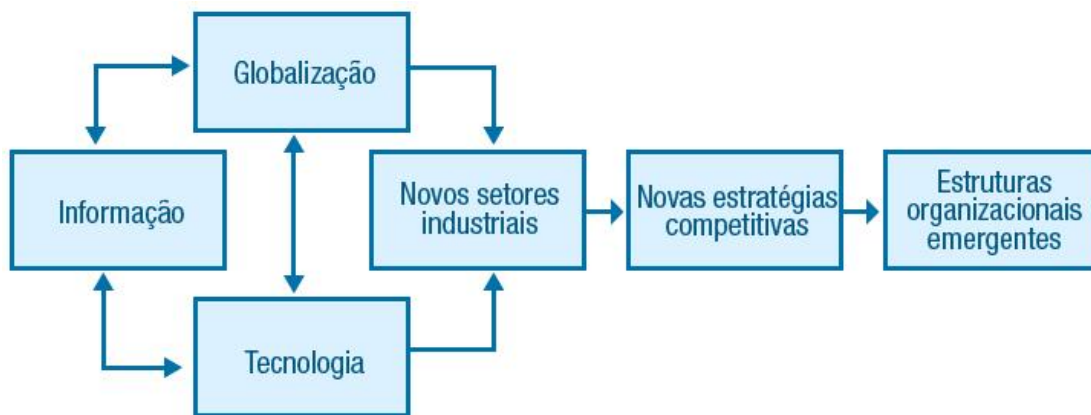 Globalização
Informação
Tecnologia
Novos setores
industriais
Novas estratégias
competitivas
Estruturas
organizacionais
emergentes